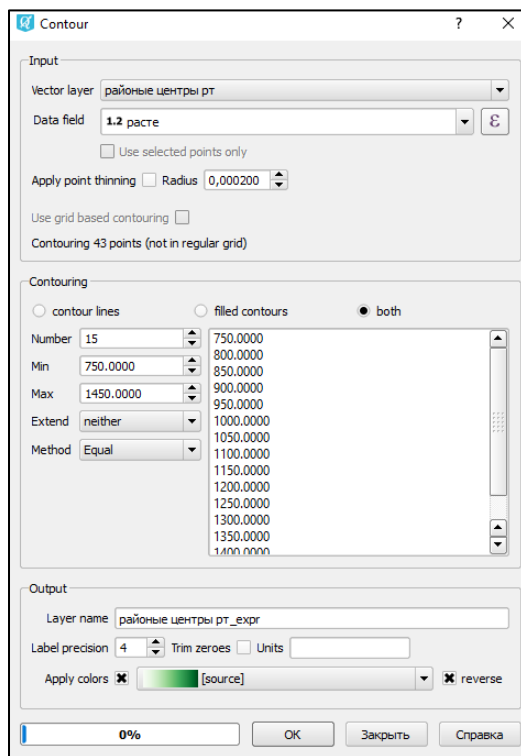 Contour ? ×
Input
Vector layer районые центры рт
Data field 1.2 расте ε
Use selected points only
Apply point thinning Radius 0,000200
Use grid based contouring
Contouring 43 points (not in regular grid)
Contouring
contour lines filled contours both
Number 15
Min 750.0000
Max 1450.0000
Extend neither
Method Equal
750.0000
800.0000
850.0000
900.0000
950.0000
1000.0000
1050.0000
1100.0000
1150.0000
1200.0000
1250.0000
1300.0000
1350.0000
1400.0000
Output
Layer name районые центры рт_expr
Label precision 4 Trim zeroes Units
Apply colors [source] reverse
0% OK Закрыть Справка